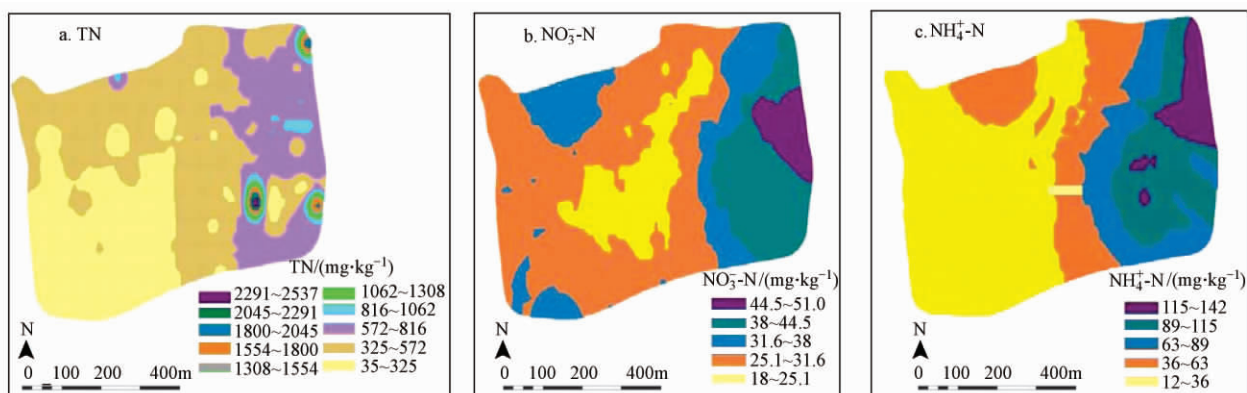 a. TN
TN/(mg·kg⁻¹)
2291~2537
2045~2291
1800~2045
1554~1800
1308~1554
1062~1308
816~1062
572~816
325~572
35~325
N
0 100 200 400m
b. NO₃⁻-N
NO₃⁻-N/(mg·kg⁻¹)
44.5~51.0
38~44.5
31.6~38
25.1~31.6
18~25.1
N
0 100 200 400m
c. NH₄⁺-N
NH₄⁺-N/(mg·kg⁻¹)
115~142
89~115
63~89
36~63
12~36
N
0 100 200 400m